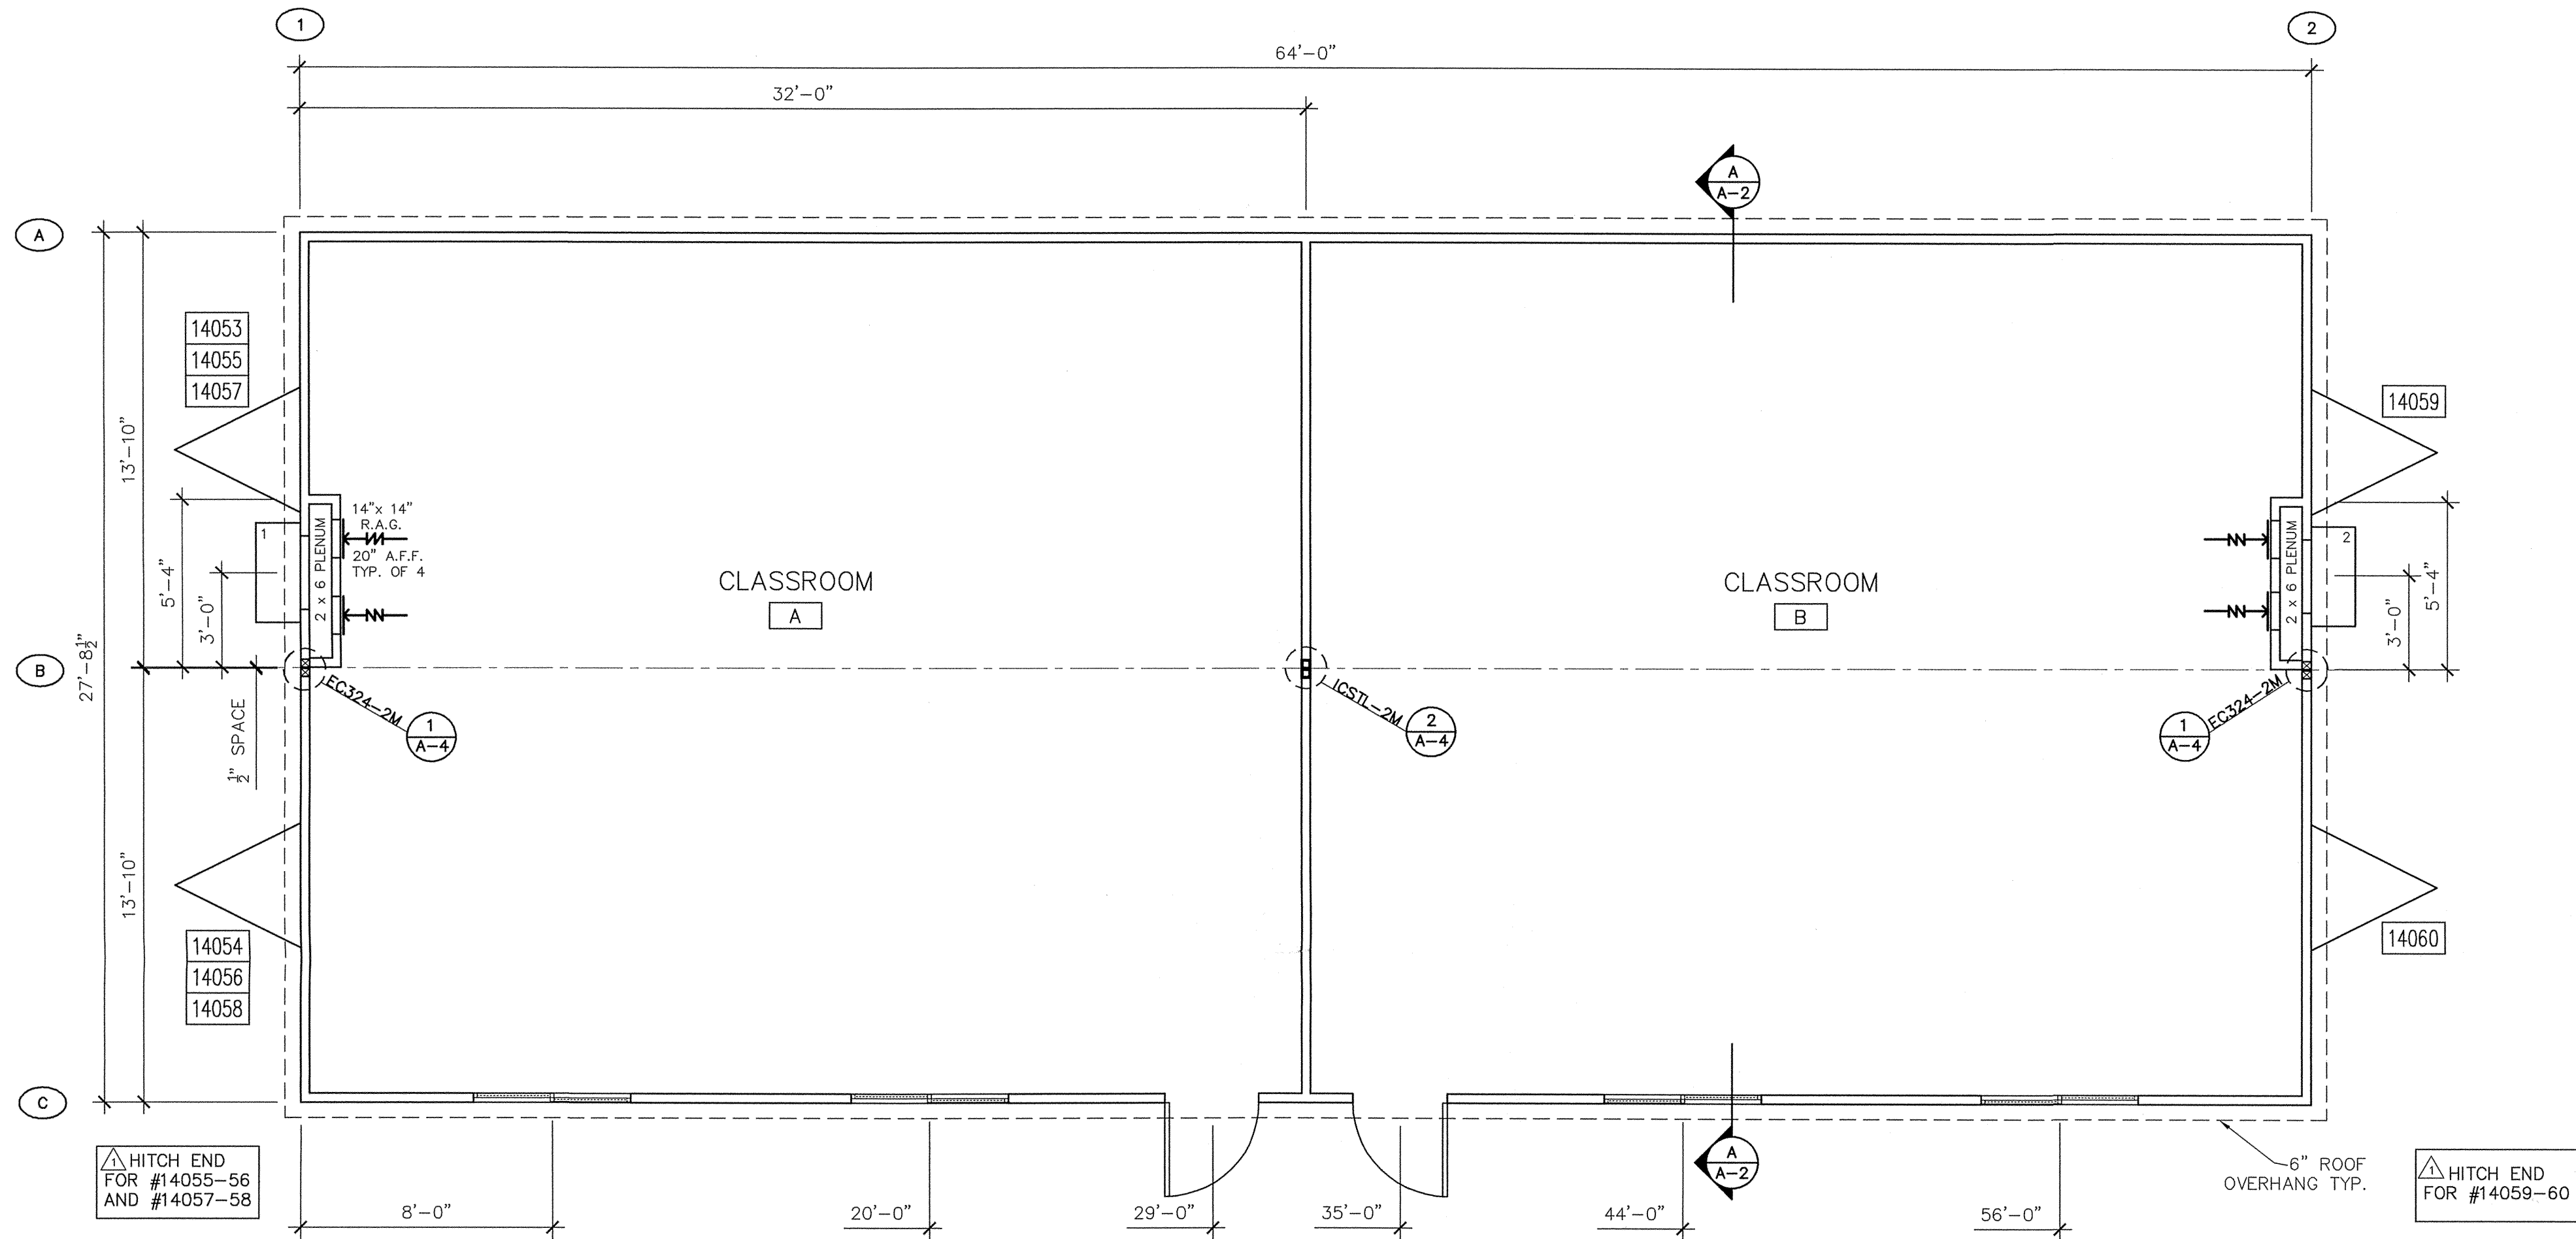 1
2
64'-0"
32'-0"
A
A-2
A
14053
14055
14057
14059
13'-10"
14"x 14"
R.A.G.
20" A.F.F.
TYP. OF 4
1
2 x 6 PLENUM
5'-4"
3'-0"
27'-8½"
CLASSROOM
A
CLASSROOM
B
2 x 6 PLENUM
2
5'-4"
3'-0"
B
½" SPACE
EC324-2M
1
A-4
ICSTL-2M
2
A-4
EC324-2M
1
A-4
13'-10"
14054
14056
14058
14060
C
1 HITCH END
FOR #14055-56
AND #14057-58
A
A-2
6" ROOF
OVERHANG TYP.
1 HITCH END
FOR #14059-60
8'-0"
20'-0"
29'-0"
35'-0"
44'-0"
56'-0"